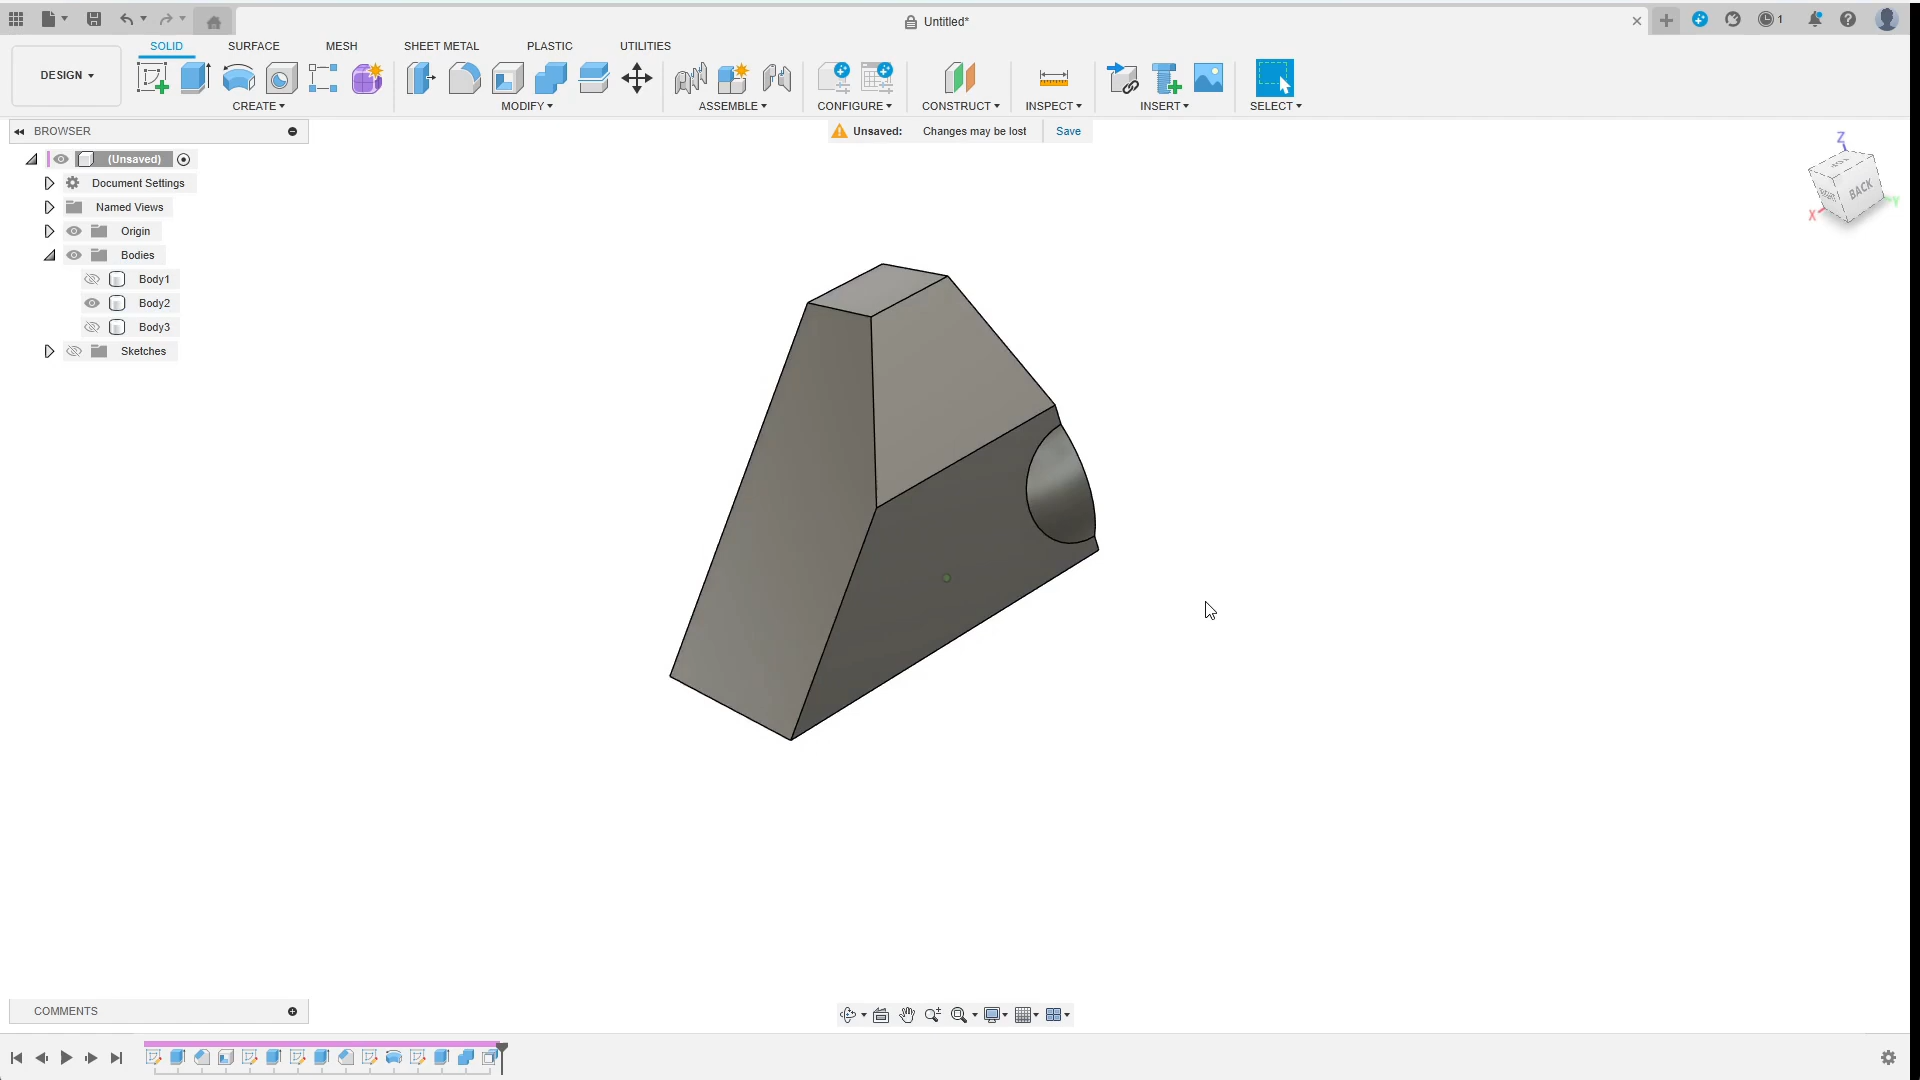 Untitled*
1
SOLID SURFACE MESH SHEET METAL PLASTIC UTILITIES
DESIGN
CREATE MODIFY ASSEMBLE CONFIGURE CONSTRUCT INSPECT INSERT SELECT
BROWSER
Unsaved: Changes may be lost Save
(Unsaved)
Document Settings
Named Views
Origin
Bodies
Body1
Body2
Body3
Sketches
Z
BACK
X
Y
COMMENTS